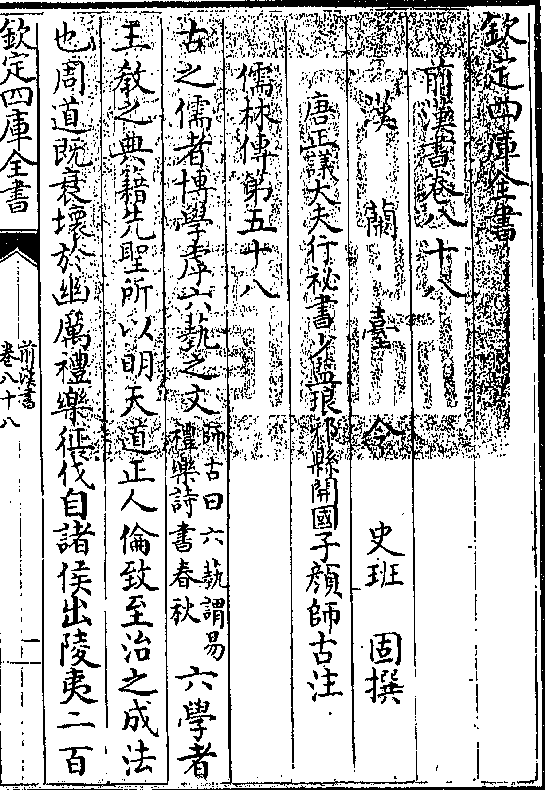 欽定四庫全書
前漢書卷八十八
漢蘭臺令史班固撰
唐正議大夫行祕書少監琅邪縣開國子顏師古注
儒林傳第五十八
古之儒者博學虖六藝之文師古曰六藝謂易禮樂詩書春秋六學者
王教之典籍先聖所以明天道正人倫致至治之成法
也周道既衰壞於幽厲禮樂征伐自諸侯出陵夷二百
欽定四庫全書
前漢書
卷八十八
一